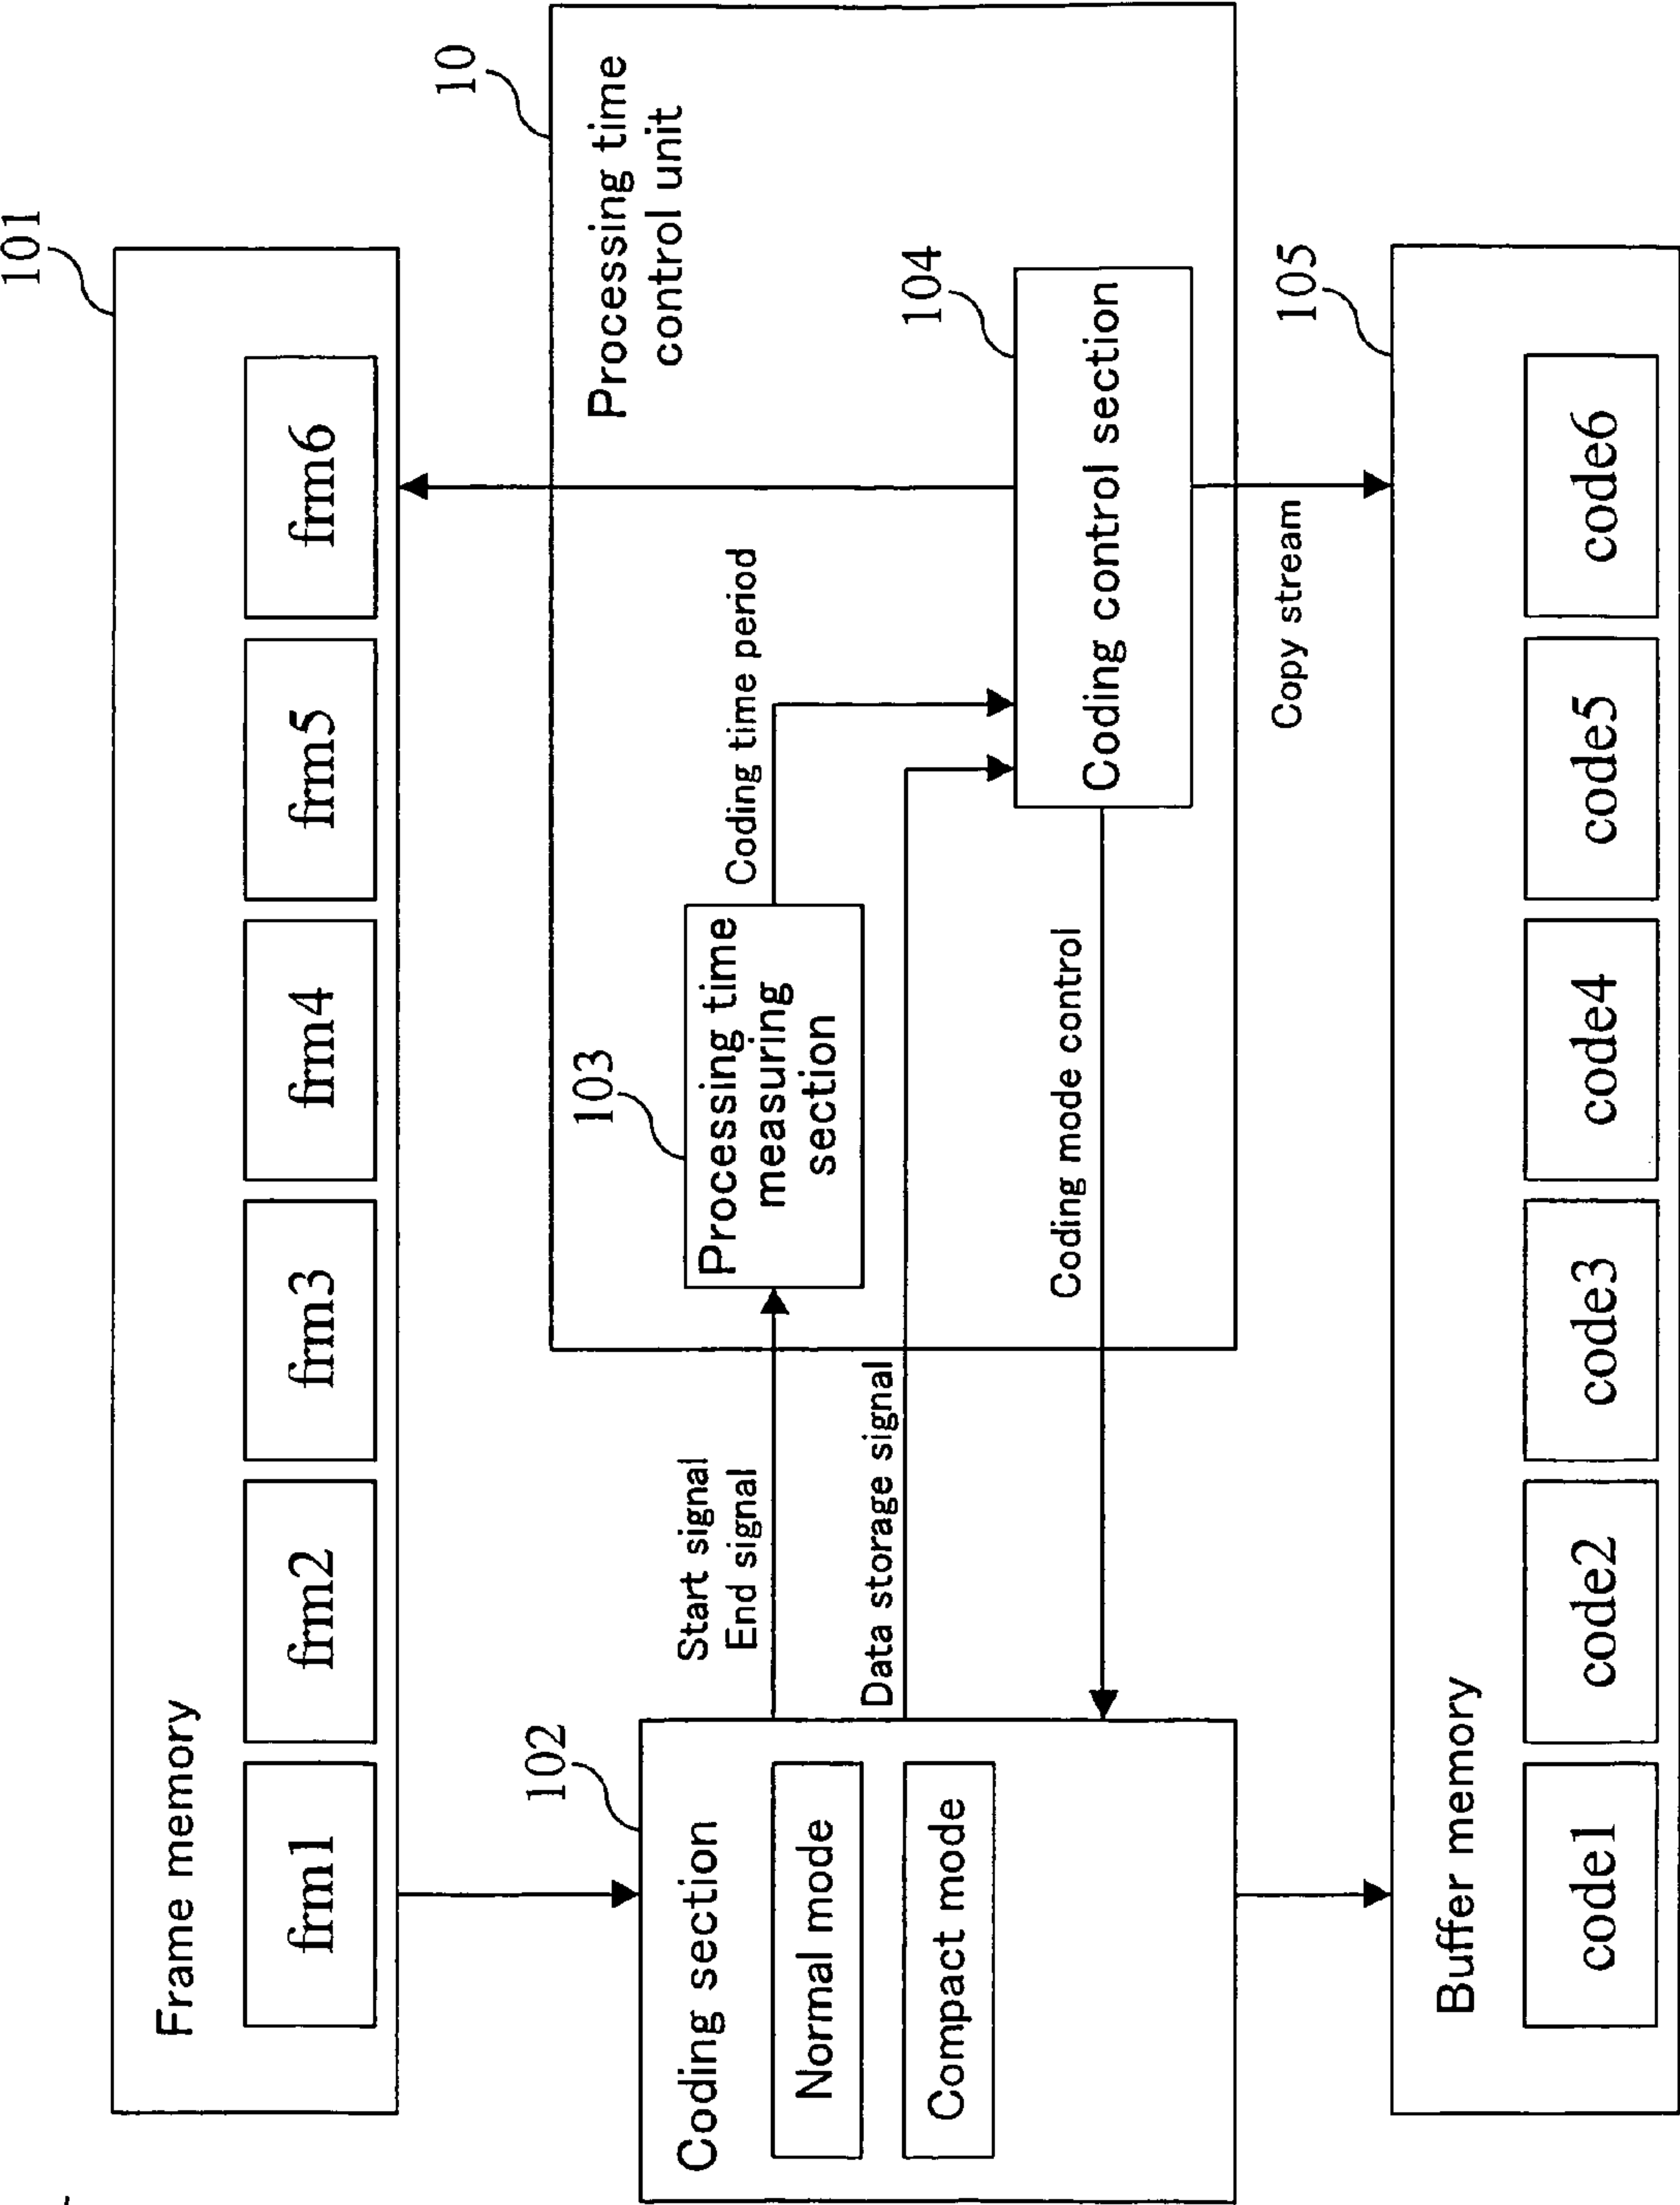 101
Frame memory
frm1
frm2
frm3
frm4
frm5
frm6
10
Processing time
control unit
102
Coding section
Normal mode
Compact mode
Start signal
End signal
Data storage signal
103
Processing time
measuring
section
Coding time period
Coding mode control
104
Coding control section
Copy stream
105
Buffer memory
code1
code2
code3
code4
code5
code6